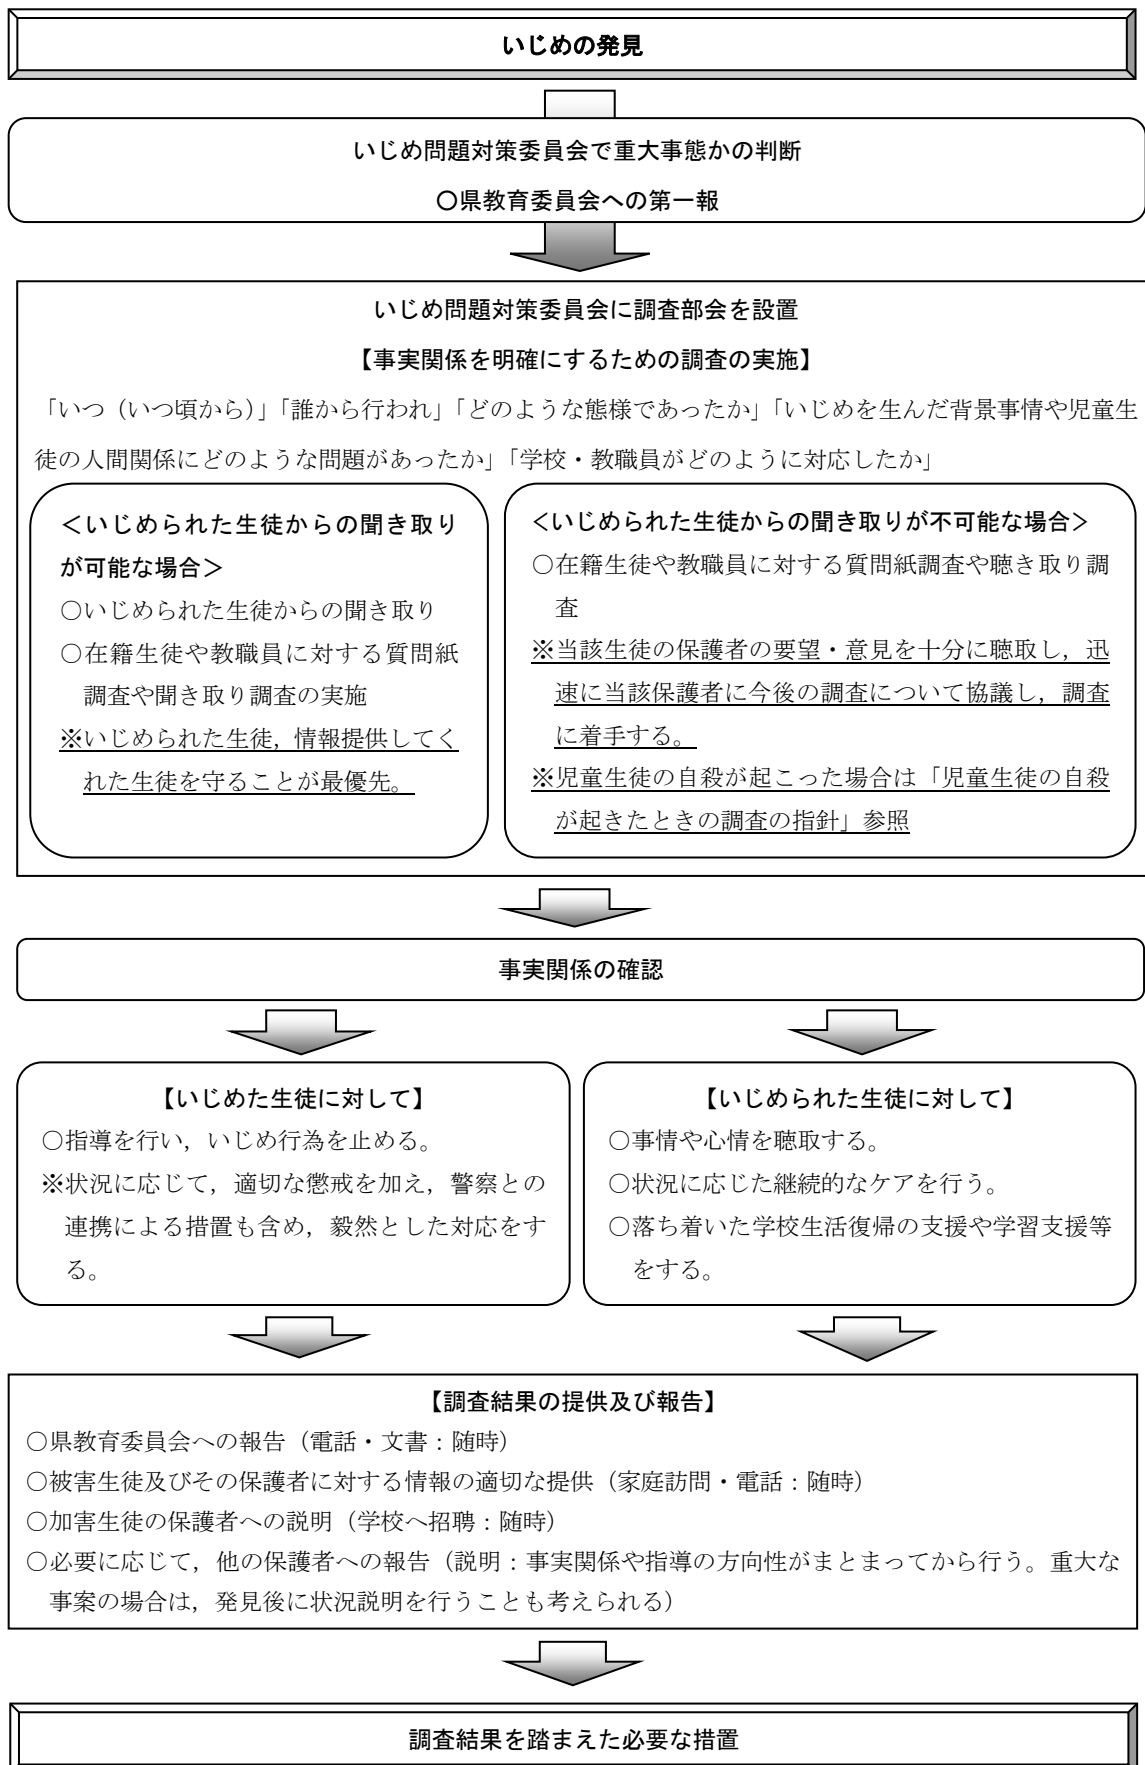 いじめの発見
いじめ問題対策委員会で重大事態かの判断
○県教育委員会への第一報
いじめ問題対策委員会に調査部会を設置
【事実関係を明確にするための調査の実施】
「いつ（いつ頃から）」「誰から行われ」「どのような態様であったか」「いじめを生んだ背景事情や児童生
徒の人間関係にどのような問題があったか」「学校・教職員がどのように対応したか」
＜いじめられた生徒からの聞き取り
が可能な場合＞
○いじめられた生徒からの聞き取り
○在籍生徒や教職員に対する質問紙
調査や聞き取り調査の実施
※いじめられた生徒，情報提供してく
れた生徒を守ることが最優先。
＜いじめられた生徒からの聞き取りが不可能な場合＞
○在籍生徒や教職員に対する質問紙調査や聴き取り調
査
※当該生徒の保護者の要望・意見を十分に聴取し，迅
速に当該保護者に今後の調査について協議し，調査
に着手する。
※児童生徒の自殺が起こった場合は「児童生徒の自殺
が起きたときの調査の指針」参照
事実関係の確認
【いじめた生徒に対して】
○指導を行い，いじめ行為を止める。
※状況に応じて，適切な懲戒を加え，警察との
連携による措置も含め，毅然とした対応をす
る。
【いじめられた生徒に対して】
○事情や心情を聴取する。
○状況に応じた継続的なケアを行う。
○落ち着いた学校生活復帰の支援や学習支援等
をする。
【調査結果の提供及び報告】
○県教育委員会への報告（電話・文書：随時）
○被害生徒及びその保護者に対する情報の適切な提供（家庭訪問・電話：随時）
○加害生徒の保護者への説明（学校へ招聘：随時）
○必要に応じて，他の保護者への報告（説明：事実関係や指導の方向性がまとまってから行う。重大な
事案の場合は，発見後に状況説明を行うことも考えられる）
調査結果を踏まえた必要な措置